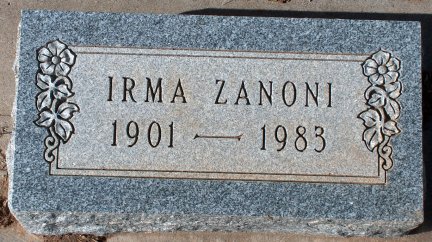 IRMA ZANONI
1901 — 1983